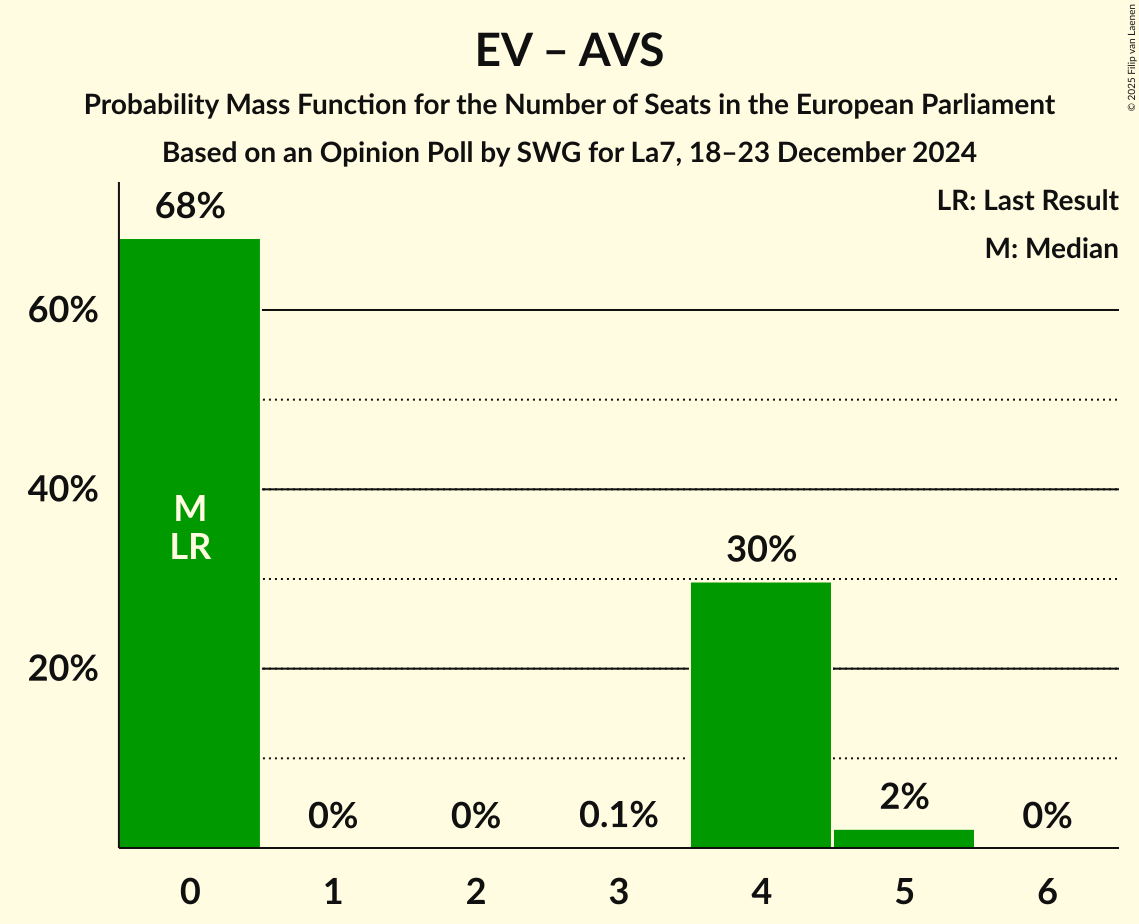 EV – AVS
Probability Mass Function for the Number of Seats in the European Parliament
Based on an Opinion Poll by SWG for La7, 18–23 December 2024
© 2025 Filip van Laenen
LR: Last Result
M: Median
68%
60%
40%
20%
M
LR
0%
0%
0.1%
30%
2%
0%
0
1
2
3
4
5
6